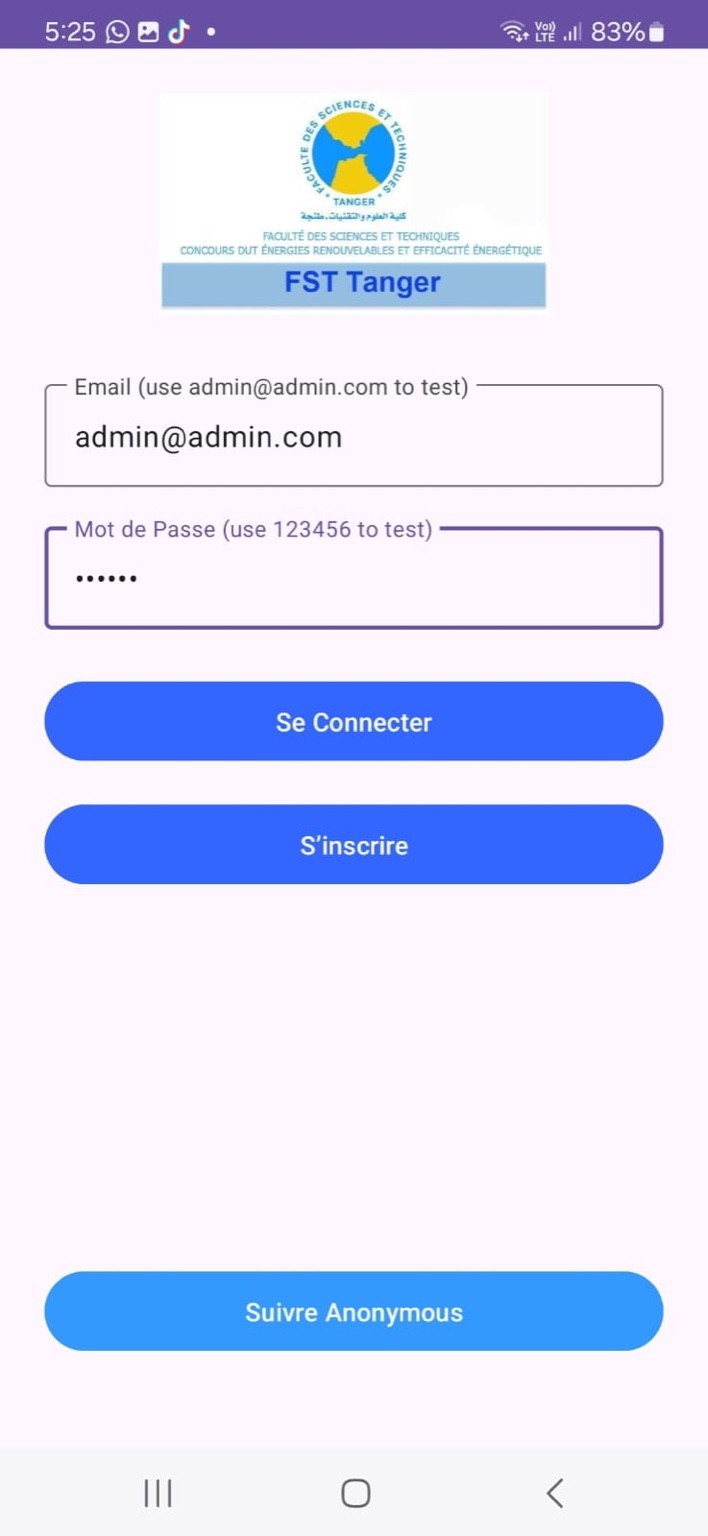 5:25
Vo)) LTE
83%
FACULTE DES SCIENCES ET TECHNIQUES
• TANGER •
كلية العلوم والتقنيات - طنجة
FACULTÉ DES SCIENCES ET TECHNIQUES
CONCOURS DUT ÉNERGIES RENOUVELABLES ET EFFICACITÉ ÉNERGÉTIQUE
FST Tanger
Email (use admin@admin.com to test)
admin@admin.com
Mot de Passe (use 123456 to test)
••••••
Se Connecter
S’inscrire
Suivre Anonymous